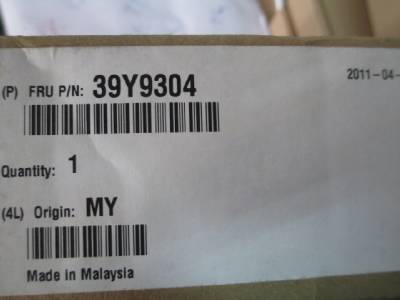 (P) FRU P/N: 39Y9304
2011-04-
Quantity: 1
(4L) Origin: MY
Made in Malaysia